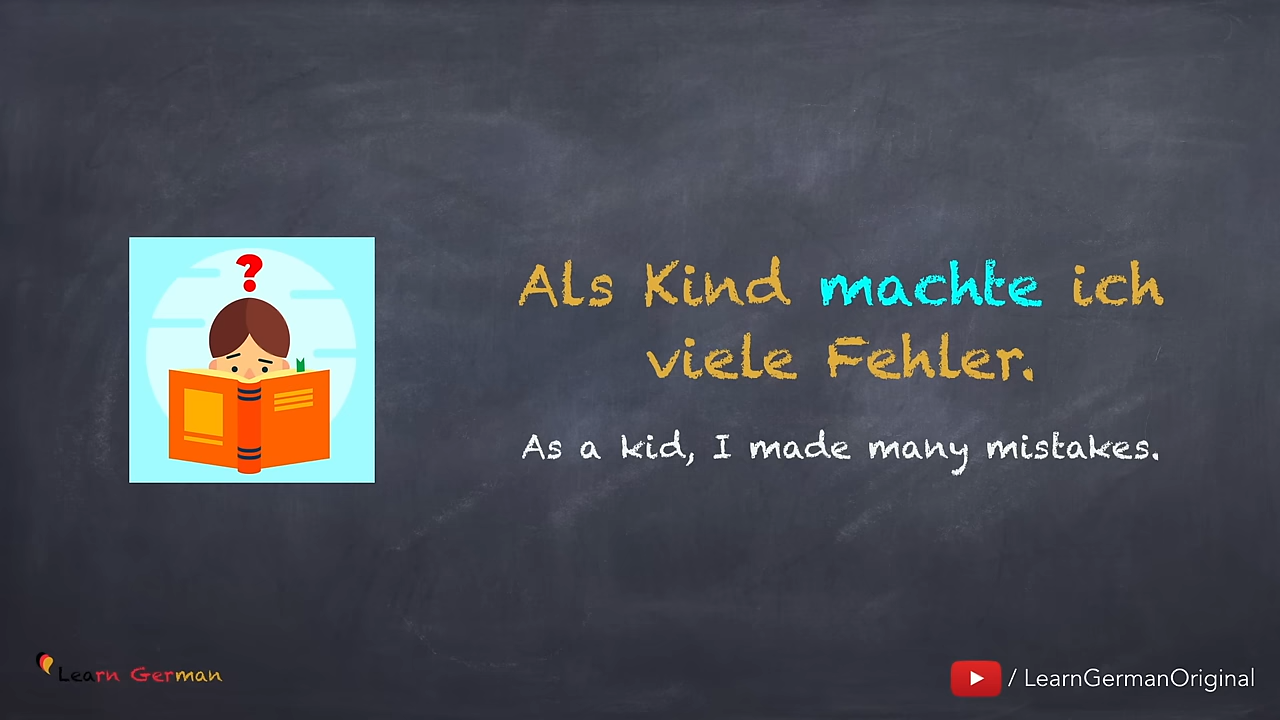 ?
Als Kind machte ich
viele Fehler.
As a kid, I made many mistakes.
Learn German
/ LearnGermanOriginal